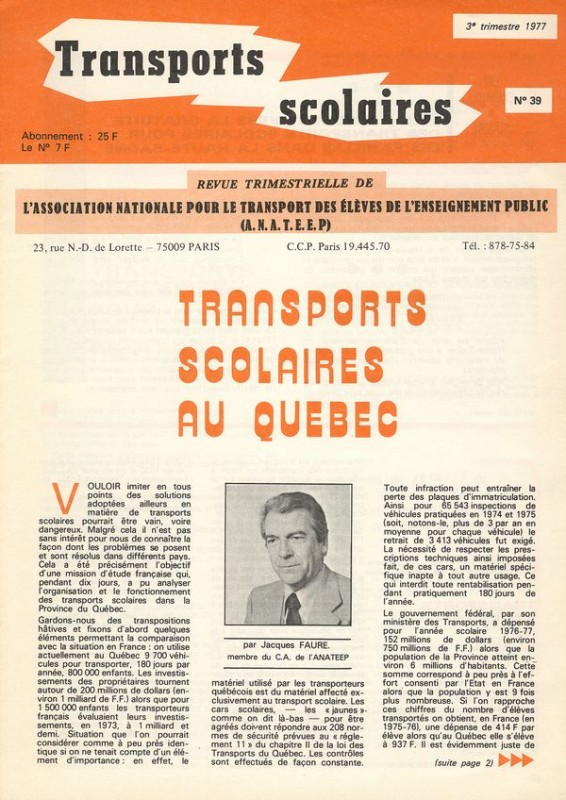 3e trimestre 1977
Transports
scolaires
N° 39
Abonnement : 25 F
Le N° 7 F
REVUE TRIMESTRIELLE DE
L'ASSOCIATION NATIONALE POUR LE TRANSPORT DES ÉLÈVES DE L'ENSEIGNEMENT PUBLIC
(A.N.A.T.E.E.P)
23, rue N.-D. de Lorette – 75009 PARIS
C.C.P. Paris 19.445.70
Tél. : 878-75-84
TRANSPORTS
SCOLAIRES
AU QUEBEC
VOULOIR imiter en tous
points des solutions
adoptées ailleurs en
matière de transports
scolaires pourrait être vain, voire
dangereux. Malgré cela il n'est pas
sans intérêt pour nous de connaître la
façon dont les problèmes se posent
et sont résolus dans différents pays.
Cela a été précisément l'objectif
d'une mission d'étude française qui,
pendant dix jours, a pu analyser
l'organisation et le fonctionnement
des transports scolaires dans la
Province du Québec.
Gardons-nous des transpositions
hâtives et fixons d'abord quelques
éléments permettant la comparaison
avec la situation en France : on utilise
actuellement au Québec 9 700 véhi-
cules pour transporter, 180 jours par
année, 800 000 enfants. Les investis-
sements des propriétaires tournent
autour de 200 millions de dollars (en-
viron 1 milliard de F.F.) alors que pour
1 500 000 enfants les transporteurs
français évaluaient leurs investis-
sements, en 1973, à 1 milliard et
demi. Situation que l'on pourrait
considérer comme à peu près iden-
tique si on ne tenait compte d'un élé-
ment d'importance : en effet, le
par Jacques FAURE.
membre du C.A. de l'ANATEEP
matériel utilisé par les transporteurs
québécois est du matériel affecté ex-
clusivement au transport scolaire. Les
cars scolaires, — les « jaunes »
comme on dit là-bas — pour être
agréés doivent répondre aux 208 nor-
mes de sécurité prévues au « régle-
ment 11 » du chapitre II de la loi des
Transports du Québec. Les contrôles
sont effectués de façon constante.
Toute infraction peut entraîner la
perte des plaques d'immatriculation.
Ainsi pour 65 543 inspections de
véhicules pratiquées en 1974 et 1975
(soit, notons-le, plus de 3 par an en
moyenne pour chaque véhicule) le
retrait de 3 413 véhicules fut exigé.
La nécessité de respecter les pres-
criptions techniques ainsi imposées
fait, de ces cars, un matériel spéci-
fique inapte à tout autre usage. Ce
qui interdit toute rentabilisation pen-
dant pratiquement 180 jours de
l'année.
Le gouvernement fédéral, par son
ministère des Transports, a dépensé
pour l'année scolaire 1976-77,
152 millions de dollars (environ
750 millions de F.F.) alors que la
population de la Province atteint en-
viron 6 millions d'habitants. Cette
somme correspond à peu près à l'ef-
fort consenti par l'Etat en France
alors que la population y est 9 fois
plus nombreuse. Si l'on rapproche
ces chiffres du nombre d'élèves
transportés on obtient, en France (en
1975-76), une dépense de 414 F par
élève alors qu'au Québec elle s'élève
à 937 F. Il est évidemment juste de
(suite page 2)